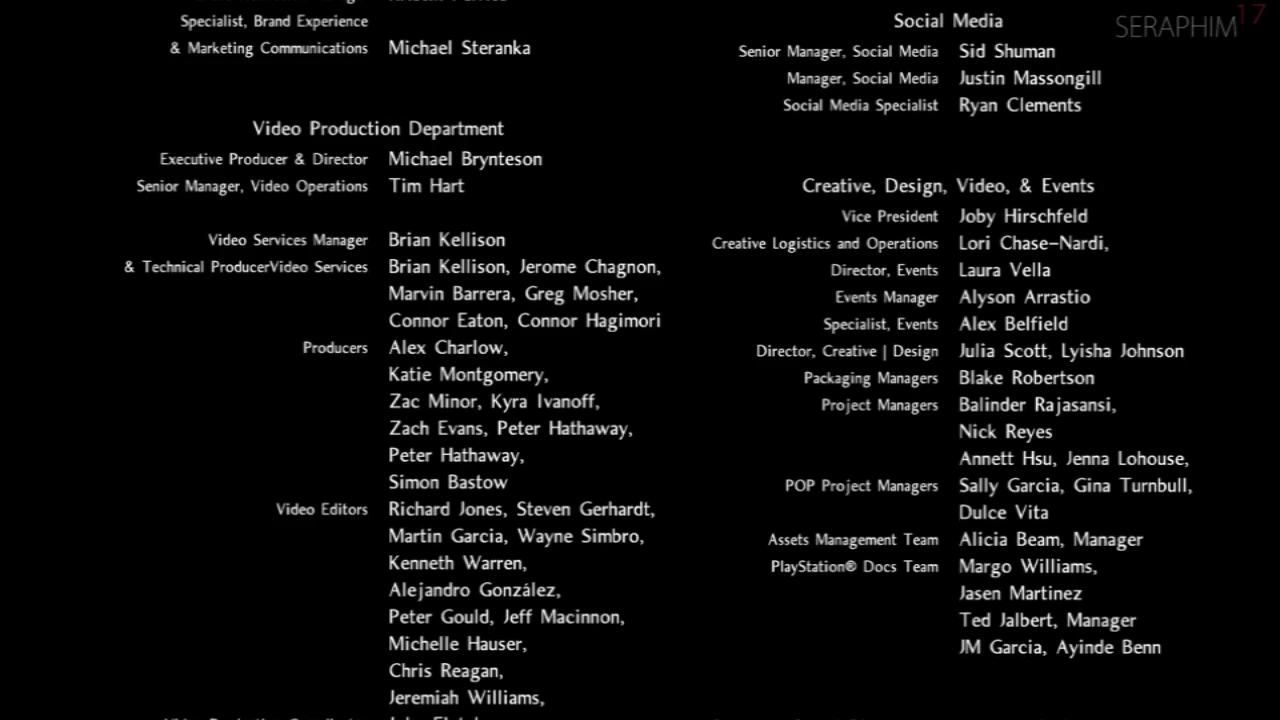 Specialist, Brand Experience
& Marketing Communications Michael Steranka
Video Production Department
Executive Producer & Director Michael Brynteson
Senior Manager, Video Operations Tim Hart
Video Services Manager Brian Kellison
& Technical ProducerVideo Services Brian Kellison, Jerome Chagnon,
Marvin Barrera, Greg Mosher,
Connor Eaton, Connor Hagimori
Producers Alex Charlow,
Katie Montgomery,
Zac Minor, Kyra Ivanoff,
Zach Evans, Peter Hathaway,
Peter Hathaway,
Simon Bastow
Video Editors Richard Jones, Steven Gerhardt,
Martin Garcia, Wayne Simbro,
Kenneth Warren,
Alejandro González,
Peter Gould, Jeff Macinnon,
Michelle Hauser,
Chris Reagan,
Jeremiah Williams,
Social Media
Senior Manager, Social Media Sid Shuman
Manager, Social Media Justin Massongill
Social Media Specialist Ryan Clements
Creative, Design, Video, & Events
Vice President Joby Hirschfeld
Creative Logistics and Operations Lori Chase-Nardi,
Director, Events Laura Vella
Events Manager Alyson Arrastio
Specialist, Events Alex Belfield
Director, Creative | Design Julia Scott, Lyisha Johnson
Packaging Managers Blake Robertson
Project Managers Balinder Rajasansi,
Nick Reyes
Annett Hsu, Jenna Lohouse,
POP Project Managers Sally Garcia, Gina Turnbull,
Dulce Vita
Assets Management Team Alicia Beam, Manager
PlayStation® Docs Team Margo Williams,
Jasen Martinez
Ted Jalbert, Manager
JM Garcia, Ayinde Benn
SERAPHIM 17